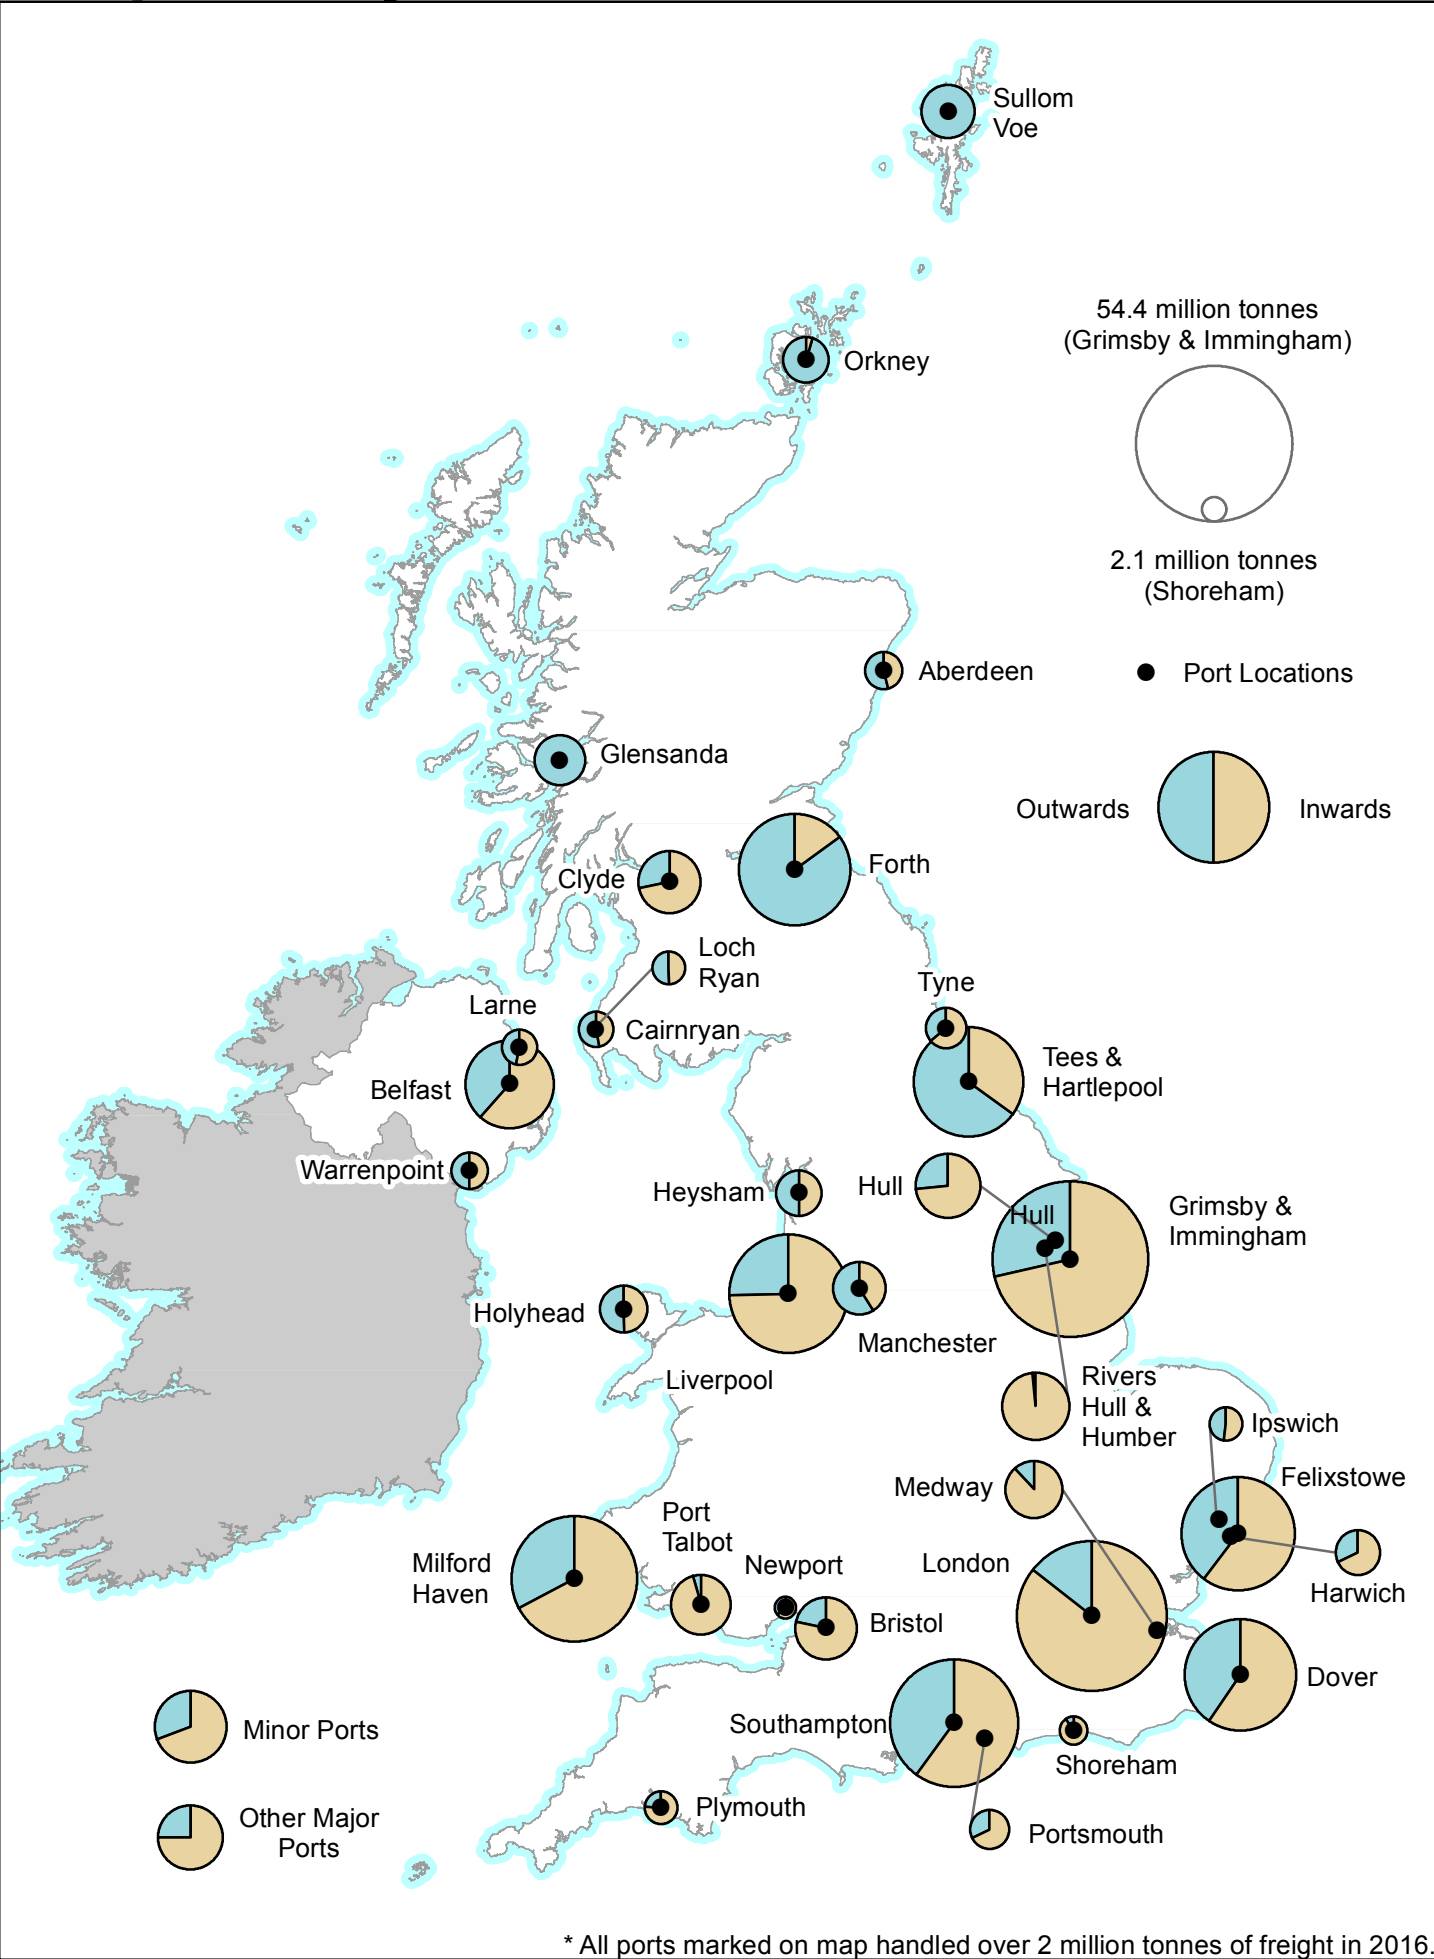 Sullom
Voe
54.4 million tonnes
(Grimsby & Immingham)
Orkney
2.1 million tonnes
(Shoreham)
Aberdeen
Port Locations
Glensanda
Outwards
Inwards
Clyde
Forth
Loch
Ryan
Tyne
Larne
Cairnryan
Tees &
Hartlepool
Belfast
Warrenpoint
Heysham
Hull
Hull
Grimsby &
Immingham
Holyhead
Manchester
Liverpool
Rivers
Hull &
Humber
Ipswich
Medway
Felixstowe
Port
Talbot
Milford
Haven
Newport
London
Harwich
Bristol
Dover
Minor Ports
Southampton
Shoreham
Other Major
Ports
Plymouth
Portsmouth
* All ports marked on map handled over 2 million tonnes of freight in 2016.